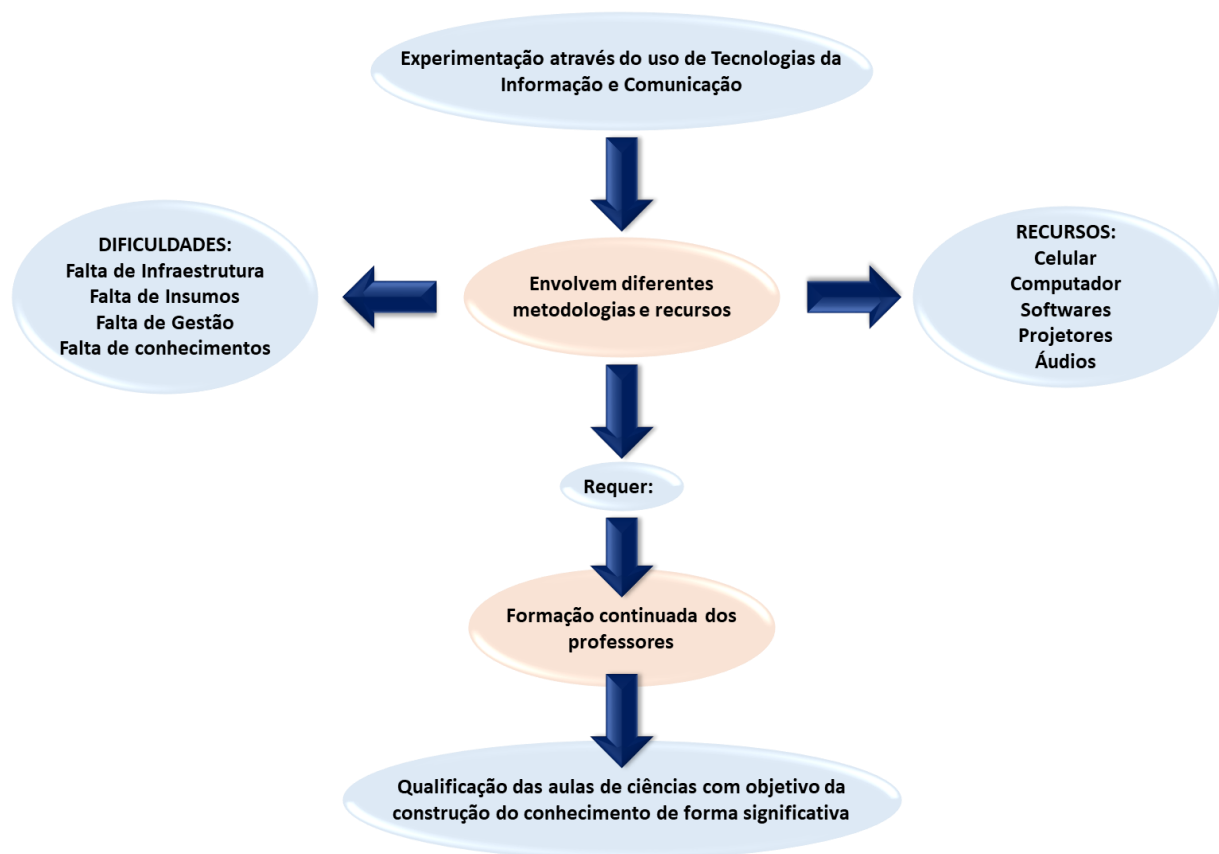 Experimentação através do uso de Tecnologias da
Informação e Comunicação
DIFICULDADES:
Falta de Infraestrutura
Falta de Insumos
Falta de Gestão
Falta de conhecimentos
Envolvem diferentes
metodologias e recursos
RECURSOS:
Celular
Computador
Softwares
Projetores
Áudios
Requer:
Formação continuada dos
professores
Qualificação das aulas de ciências com objetivo da
construção do conhecimento de forma significativa